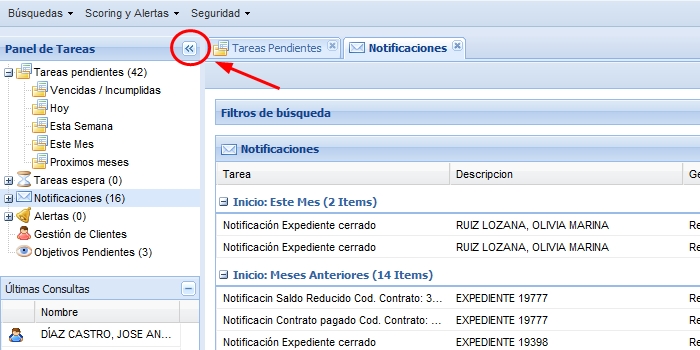 Búsquedas Scoring y Alertas Seguridad
Panel de Tareas
Tareas pendientes (42)
Vencidas / Incumplidas
Hoy
Esta Semana
Este Mes
Proximos meses
Tareas espera (0)
Notificaciones (16)
Alertas (0)
Gestión de Clientes
Objetivos Pendientes (3)
Últimas Consultas
Nombre
DÍAZ CASTRO, JOSE AN...
Tareas Pendientes Notificaciones
Filtros de búsqueda
Notificaciones
Tarea Descripcion Ge
Inicio: Este Mes (2 Items)
Notificación Expediente cerrado RUIZ LOZANA, OLIVIA MARINA Re
Notificación Expediente cerrado RUIZ LOZANA, OLIVIA MARINA Re
Inicio: Meses Anteriores (14 Items)
Notificacin Saldo Reducido Cod. Contrato: 3... EXPEDIENTE 19777 Re
Notificacin Contrato pagado Cod. Contrato: ... EXPEDIENTE 19777 Re
Notificación Expediente cerrado EXPEDIENTE 19398 Re